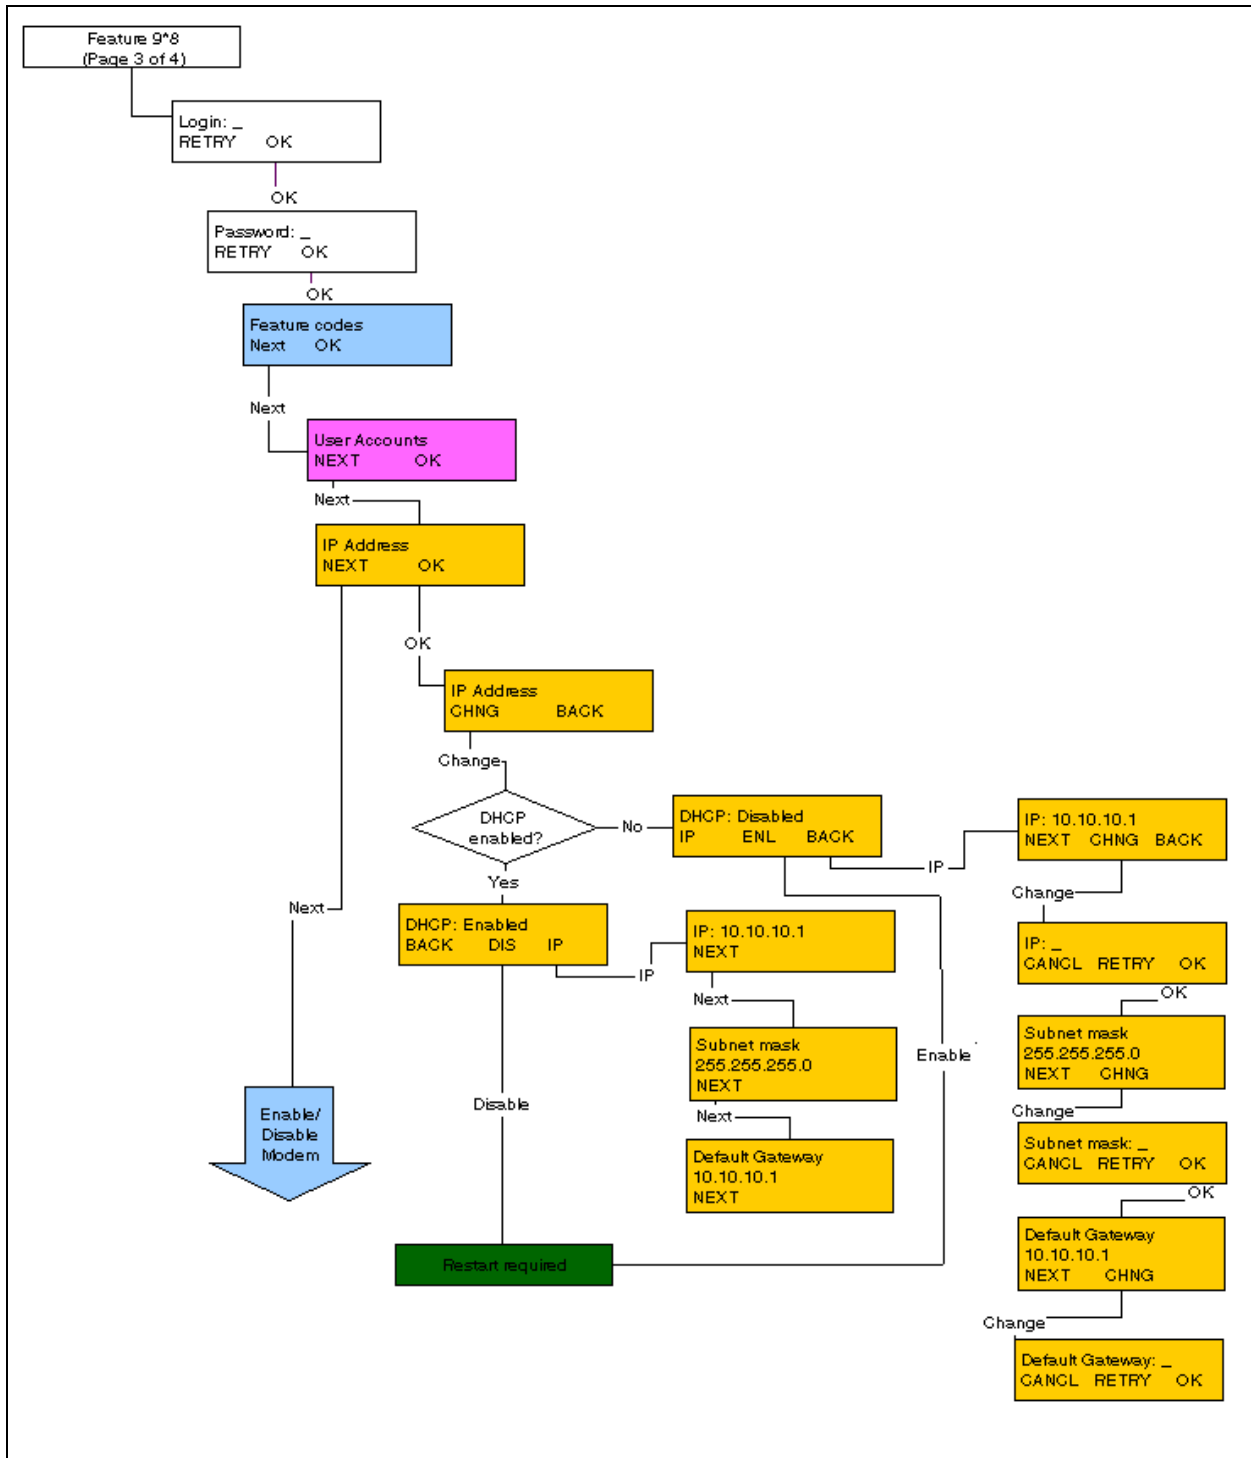 Feature 9*8
(Page 3 of 4)
Login: _
RETRY OK
OK
Password: _
RETRY OK
OK
Feature codes
Next OK
Next
User Accounts
NEXT OK
Next
IP Address
NEXT OK
OK
IP Address
CHNG BACK
Change
DHCP
enabled?
No
DHCP: Disabled
IP ENL BACK
IP
IP: 10.10.10.1
NEXT CHNG BACK
Change
IP: _
CANCL RETRY OK
OK
Subnet mask
255.255.255.0
NEXT CHNG
Change
Subnet mask: _
CANCL RETRY OK
OK
Default Gateway
10.10.10.1
NEXT CHNG
Change
Default Gateway: _
CANCL RETRY OK
Yes
DHCP: Enabled
BACK DIS IP
IP
IP: 10.10.10.1
NEXT
Next
Subnet mask
255.255.255.0
NEXT
Next
Default Gateway
10.10.10.1
NEXT
Enable
Disable
Next
Enable/
Disable
Modem
Restart required